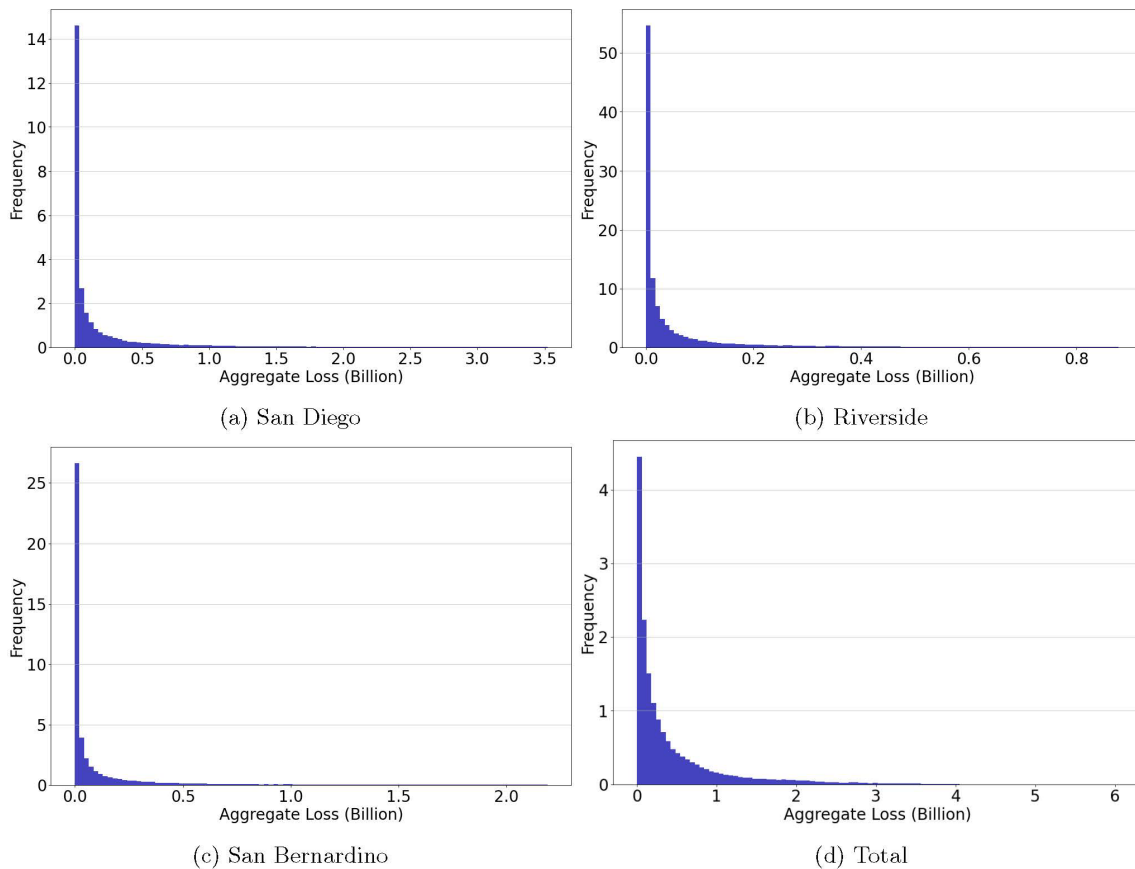 14
12
10
8
6
4
2
0
Frequency
0.0 0.5 1.0 1.5 2.0 2.5 3.0 3.5
Aggregate Loss (Billion)
(a) San Diego
50
40
30
20
10
0
Frequency
0.0 0.2 0.4 0.6 0.8
Aggregate Loss (Billion)
(b) Riverside
25
20
15
10
5
0
Frequency
0.0 0.5 1.0 1.5 2.0
Aggregate Loss (Billion)
(c) San Bernardino
4
3
2
1
0
Frequency
0 1 2 3 4 5 6
Aggregate Loss (Billion)
(d) Total